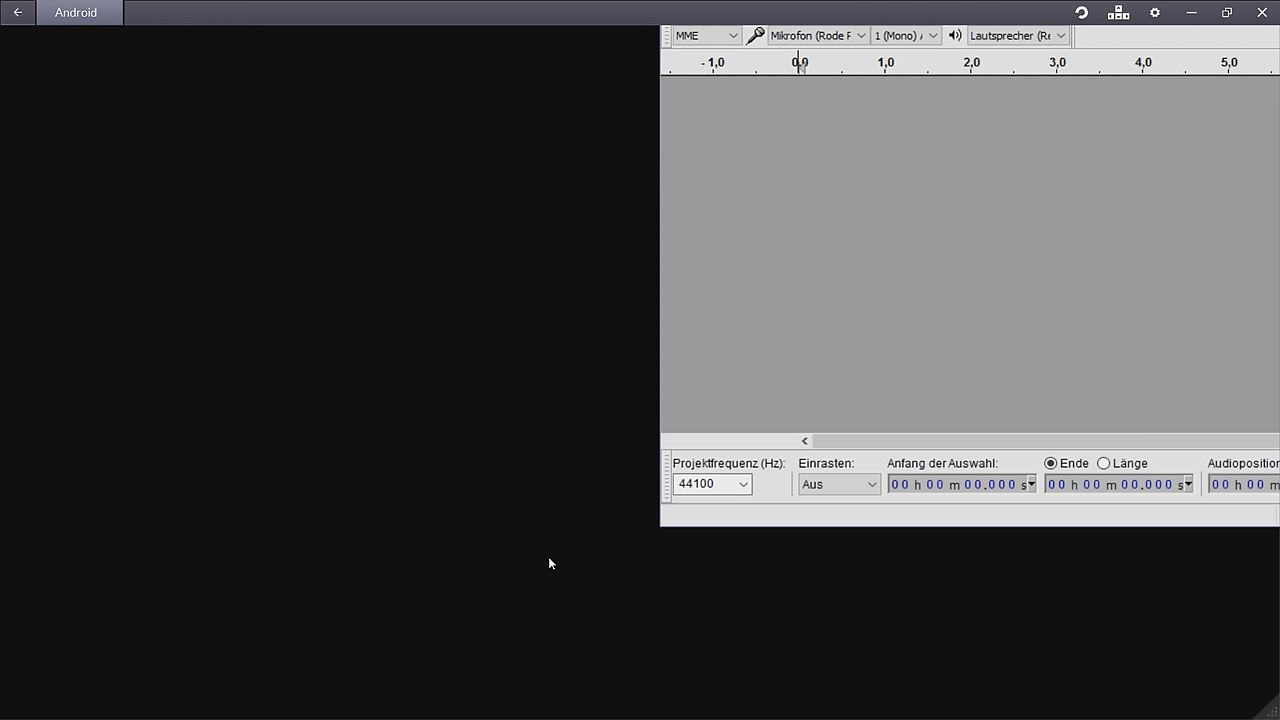 Android
MME Mikrofon (Rode F 1 (Mono) Lautsprecher (Re
- 1,0 0,0 1,0 2,0 3,0 4,0 5,0
Projektfrequenz (Hz): Einrasten: Anfang der Auswahl: Ende Länge Audioposition
44100 Aus 00 h 00 m 00.000 s 00 h 00 m 00.000 s 00 h 00 m